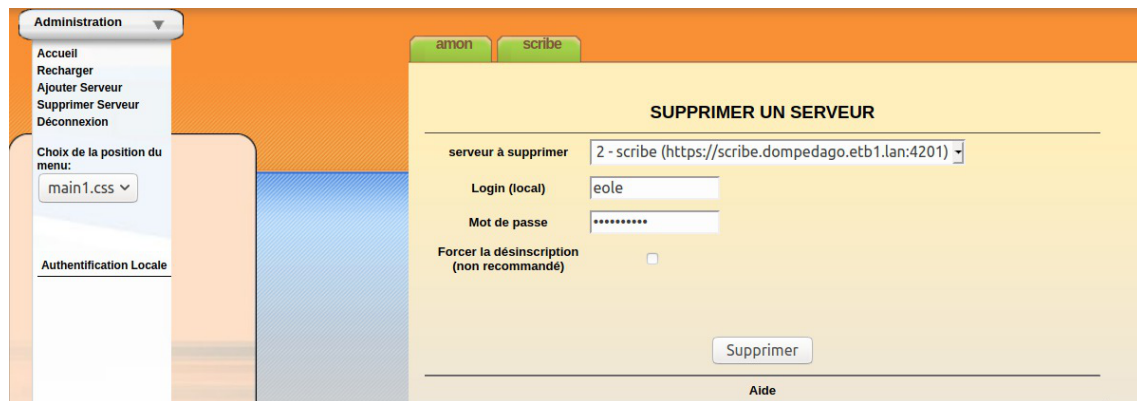 Administration
Accueil
Recharger
Ajouter Serveur
Supprimer Serveur
Déconnexion
Choix de la position du
menu:
main1.css
Authentification Locale
amon
scribe
SUPPRIMER UN SERVEUR
serveur à supprimer
2 - scribe (https://scribe.dompedago.etb1.lan:4201)
Login (local)
eole
Mot de passe
••••••••••
Forcer la désinscription
(non recommandé)
Supprimer
Aide